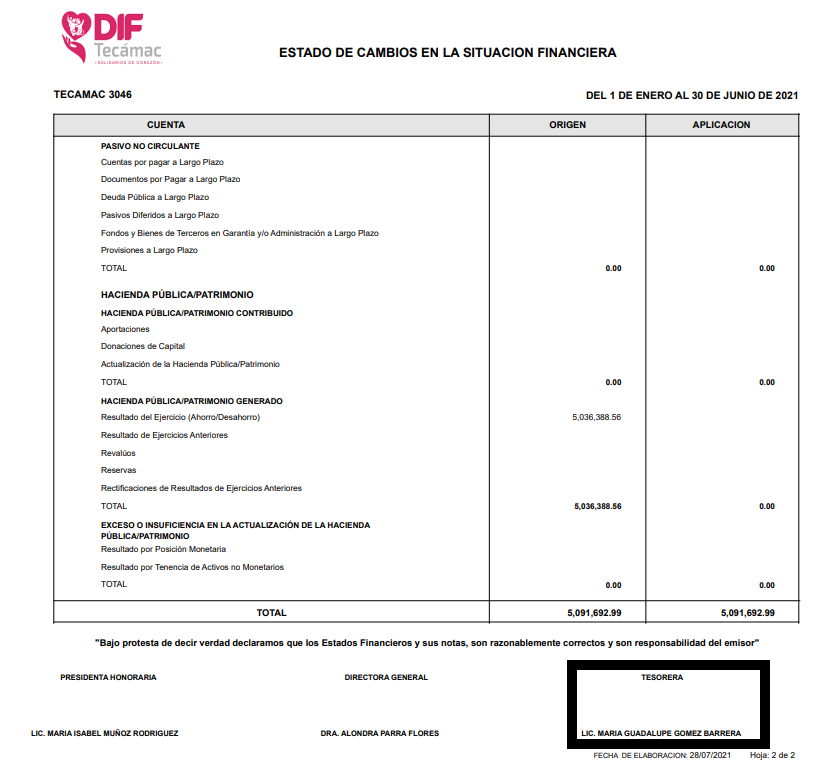 DIF
Tecámac
SOLIDARIOS DE CORAZÓN
ESTADO DE CAMBIOS EN LA SITUACION FINANCIERA
TECAMAC 3046 DEL 1 DE ENERO AL 30 DE JUNIO DE 2021
CUENTA ORIGEN APLICACION
PASIVO NO CIRCULANTE
Cuentas por pagar a Largo Plazo
Documentos por Pagar a Largo Plazo
Deuda Pública a Largo Plazo
Pasivos Diferidos a Largo Plazo
Fondos y Bienes de Terceros en Garantía y/o Administración a Largo Plazo
Provisiones a Largo Plazo
TOTAL 0.00 0.00
HACIENDA PÚBLICA/PATRIMONIO
HACIENDA PÚBLICA/PATRIMONIO CONTRIBUIDO
Aportaciones
Donaciones de Capital
Actualización de la Hacienda Pública/Patrimonio
TOTAL 0.00 0.00
HACIENDA PÚBLICA/PATRIMONIO GENERADO
Resultado del Ejercicio (Ahorro/Desahorro) 5,036,388.56
Resultado de Ejercicios Anteriores
Revalúos
Reservas
Rectificaciones de Resultados de Ejercicios Anteriores
TOTAL 5,036,388.56 0.00
EXCESO O INSUFICIENCIA EN LA ACTUALIZACIÓN DE LA HACIENDA
PÚBLICA/PATRIMONIO
Resultado por Posición Monetaria
Resultado por Tenencia de Activos no Monetarios
TOTAL 0.00 0.00
TOTAL 5,091,692.99 5,091,692.99
"Bajo protesta de decir verdad declaramos que los Estados Financieros y sus notas, son razonablemente correctos y son responsabilidad del emisor"
PRESIDENTA HONORARIA DIRECTORA GENERAL TESORERA
LIC. MARIA ISABEL MUÑOZ RODRIGUEZ DRA. ALONDRA PARRA FLORES LIC. MARIA GUADALUPE GOMEZ BARRERA
FECHA DE ELABORACION: 28/07/2021 Hoja: 2 de 2